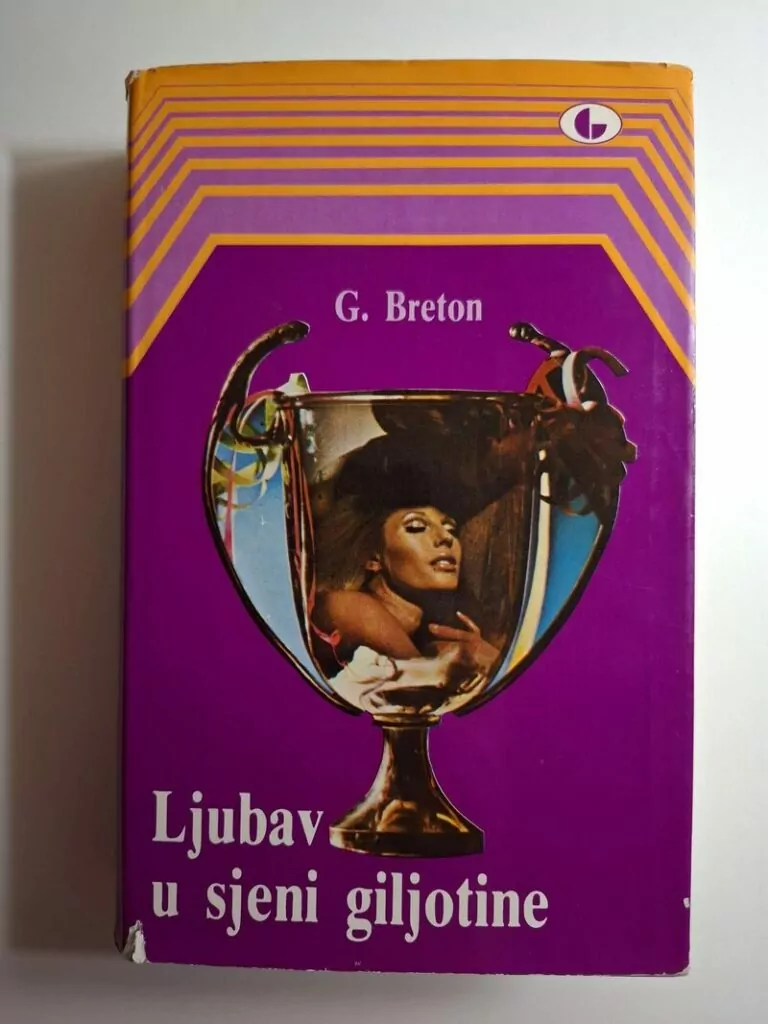 G. Breton
Ljubav
u sjeni giljotine